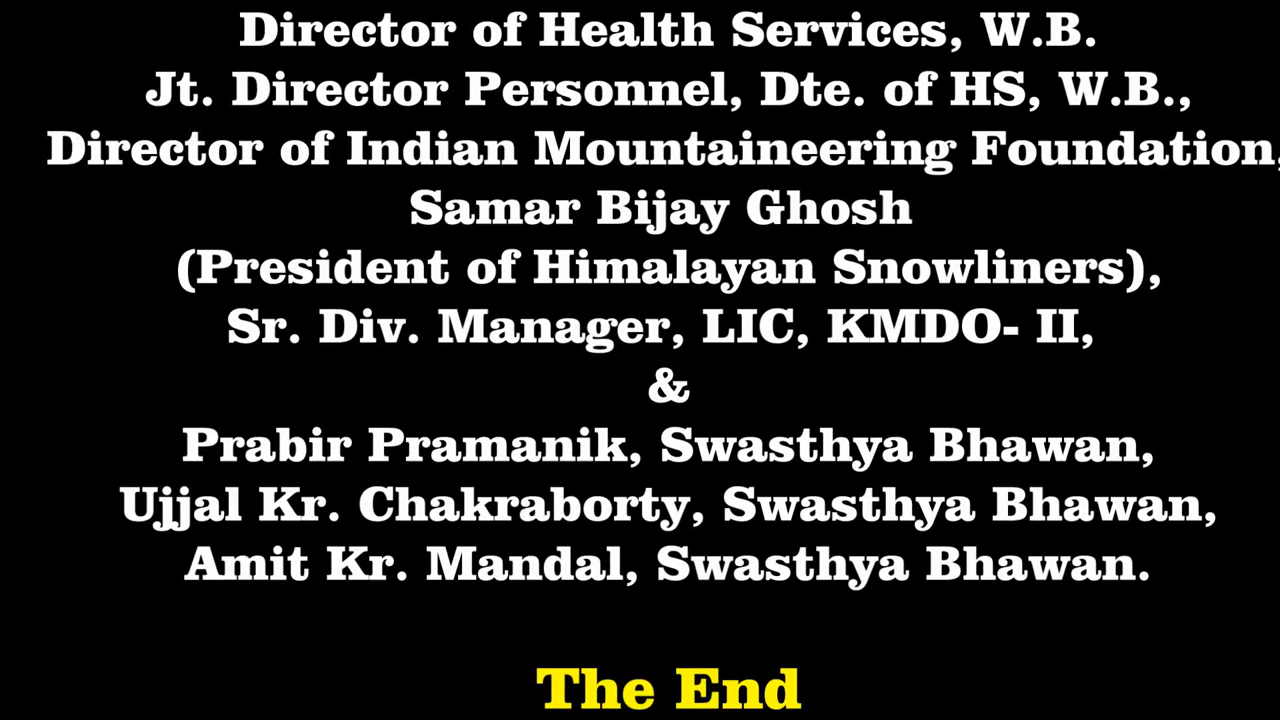 Director of Health Services, W.B.
Jt. Director Personnel, Dte. of HS, W.B.,
Director of Indian Mountaineering Foundation,
Samar Bijay Ghosh
(President of Himalayan Snowliners),
Sr. Div. Manager, LIC, KMDO- II,
&
Prabir Pramanik, Swasthya Bhawan,
Ujjal Kr. Chakraborty, Swasthya Bhawan,
Amit Kr. Mandal, Swasthya Bhawan.
The End